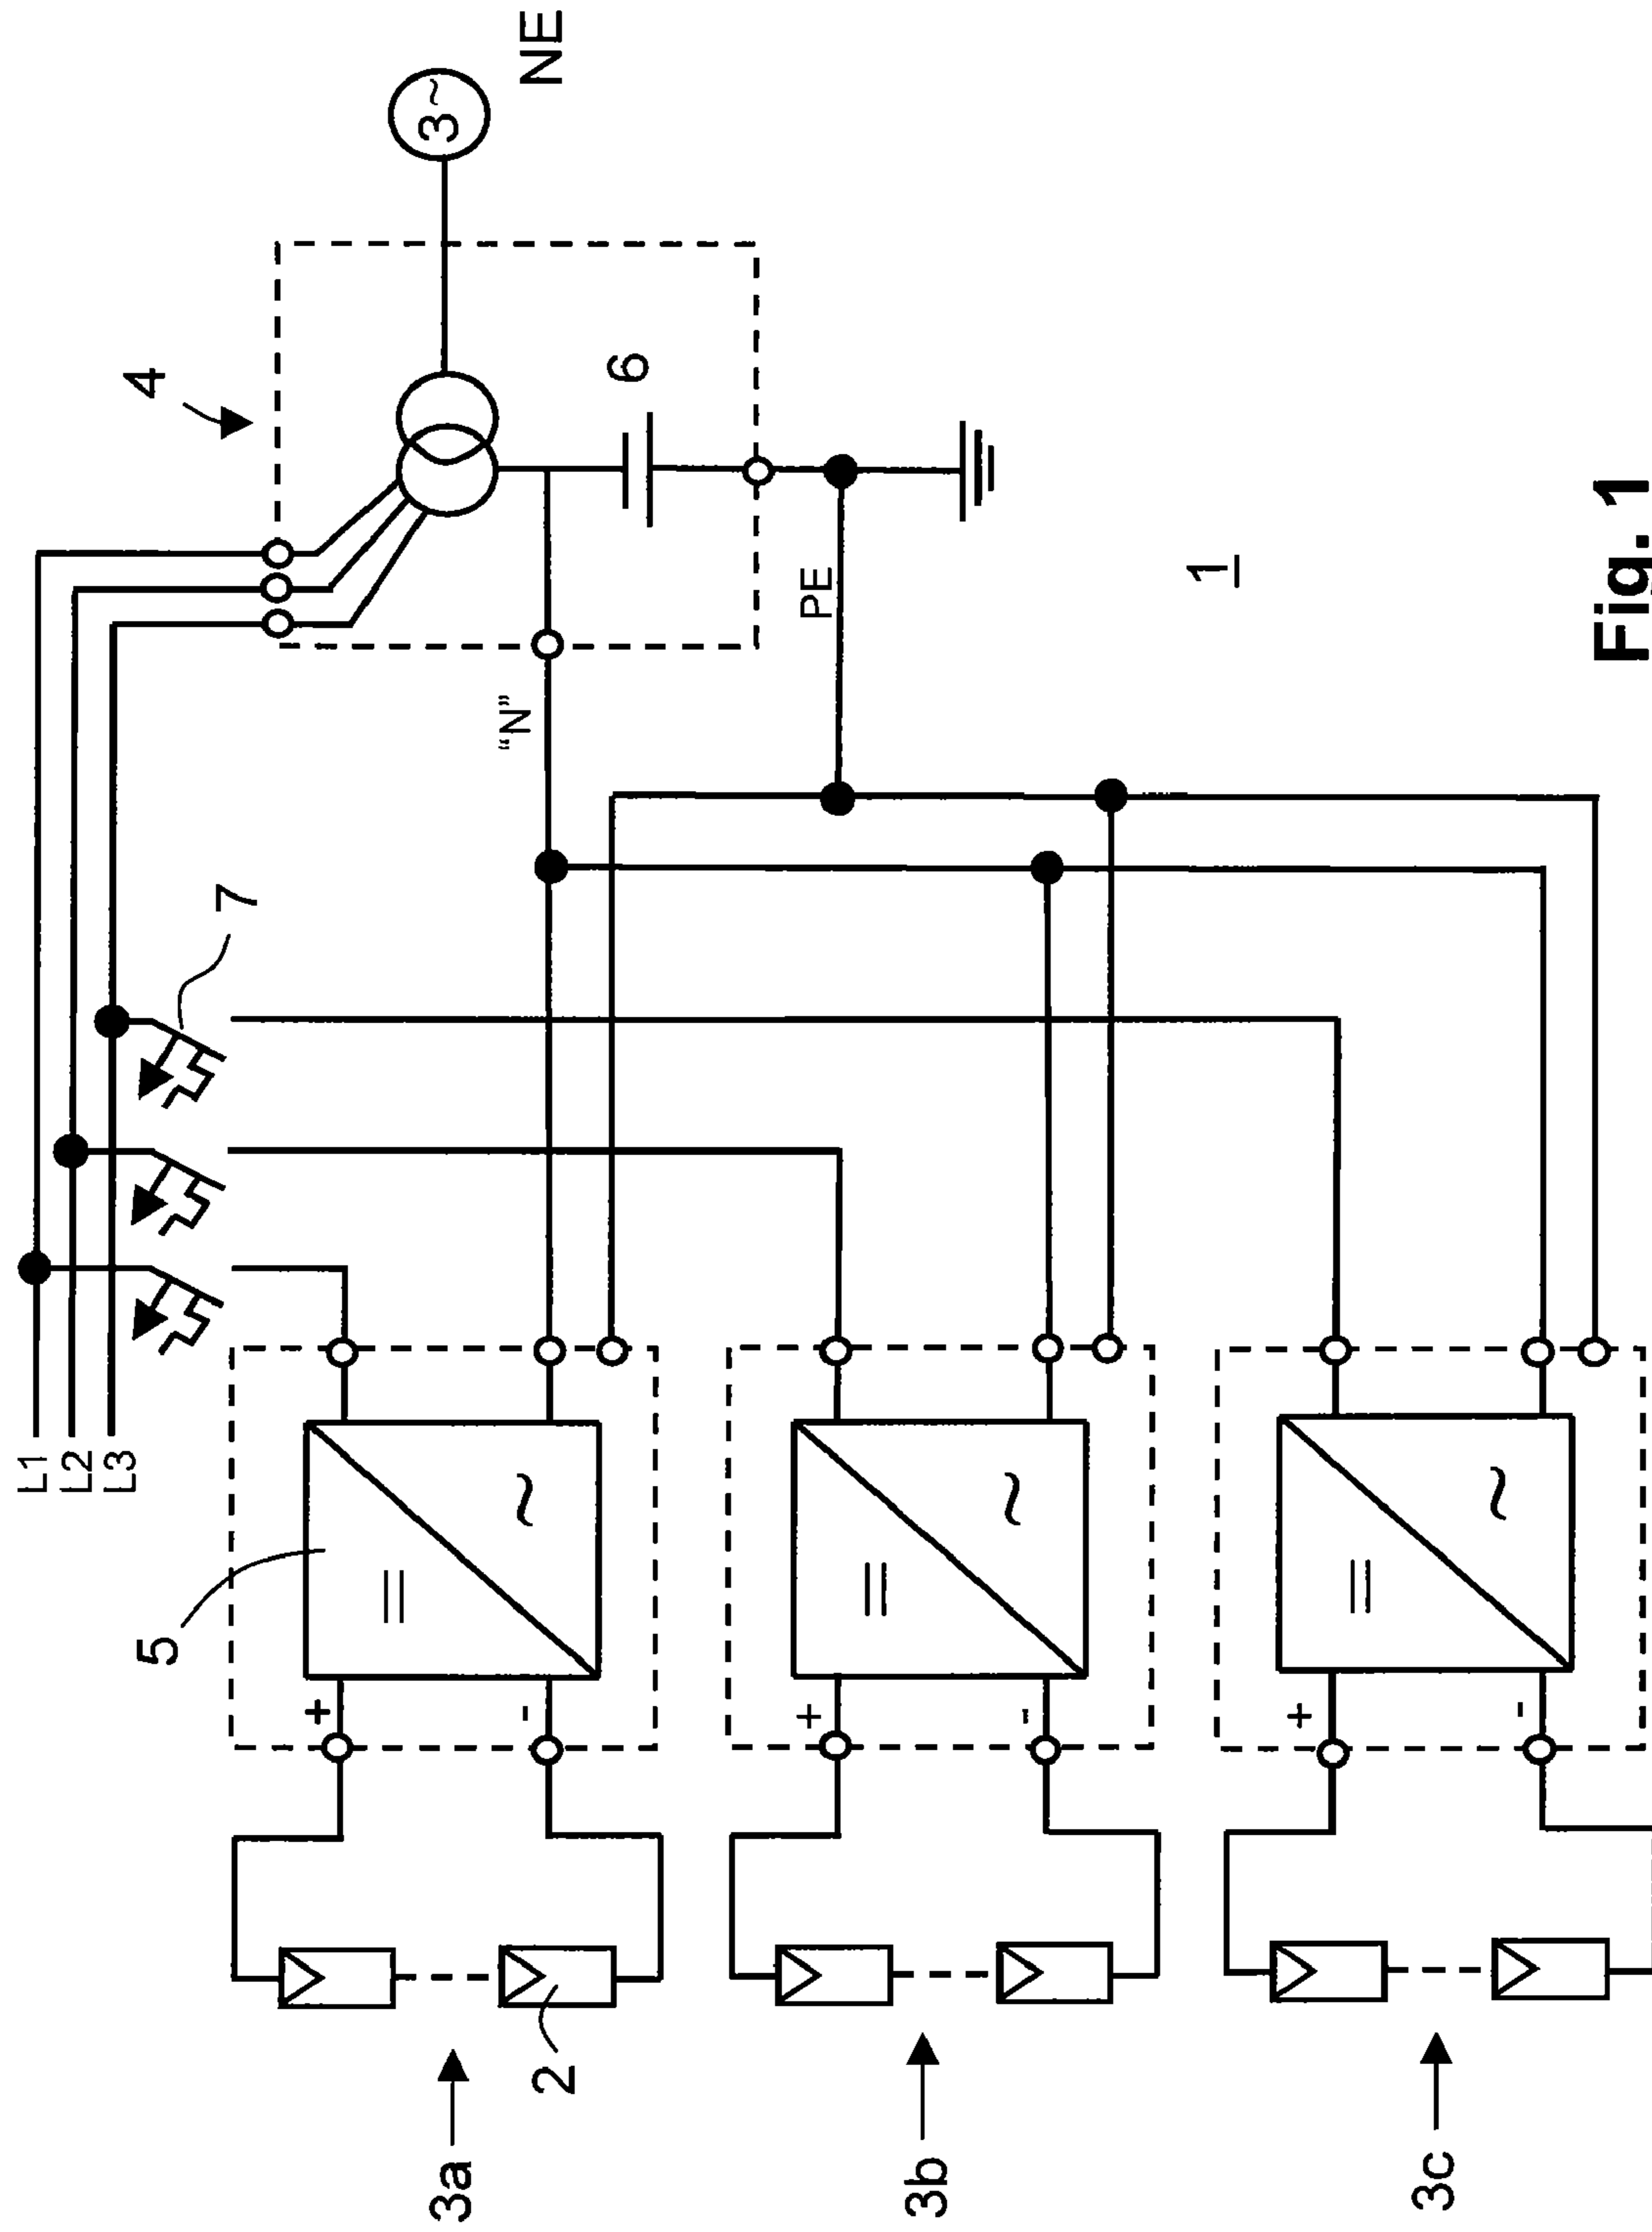 3~
NE
4
6
L1
L2
L3
7
"N"
PE
1
5
=
~
+
-
=
~
+
-
=
~
+
-
2
3a
3b
3c
Fig. 1